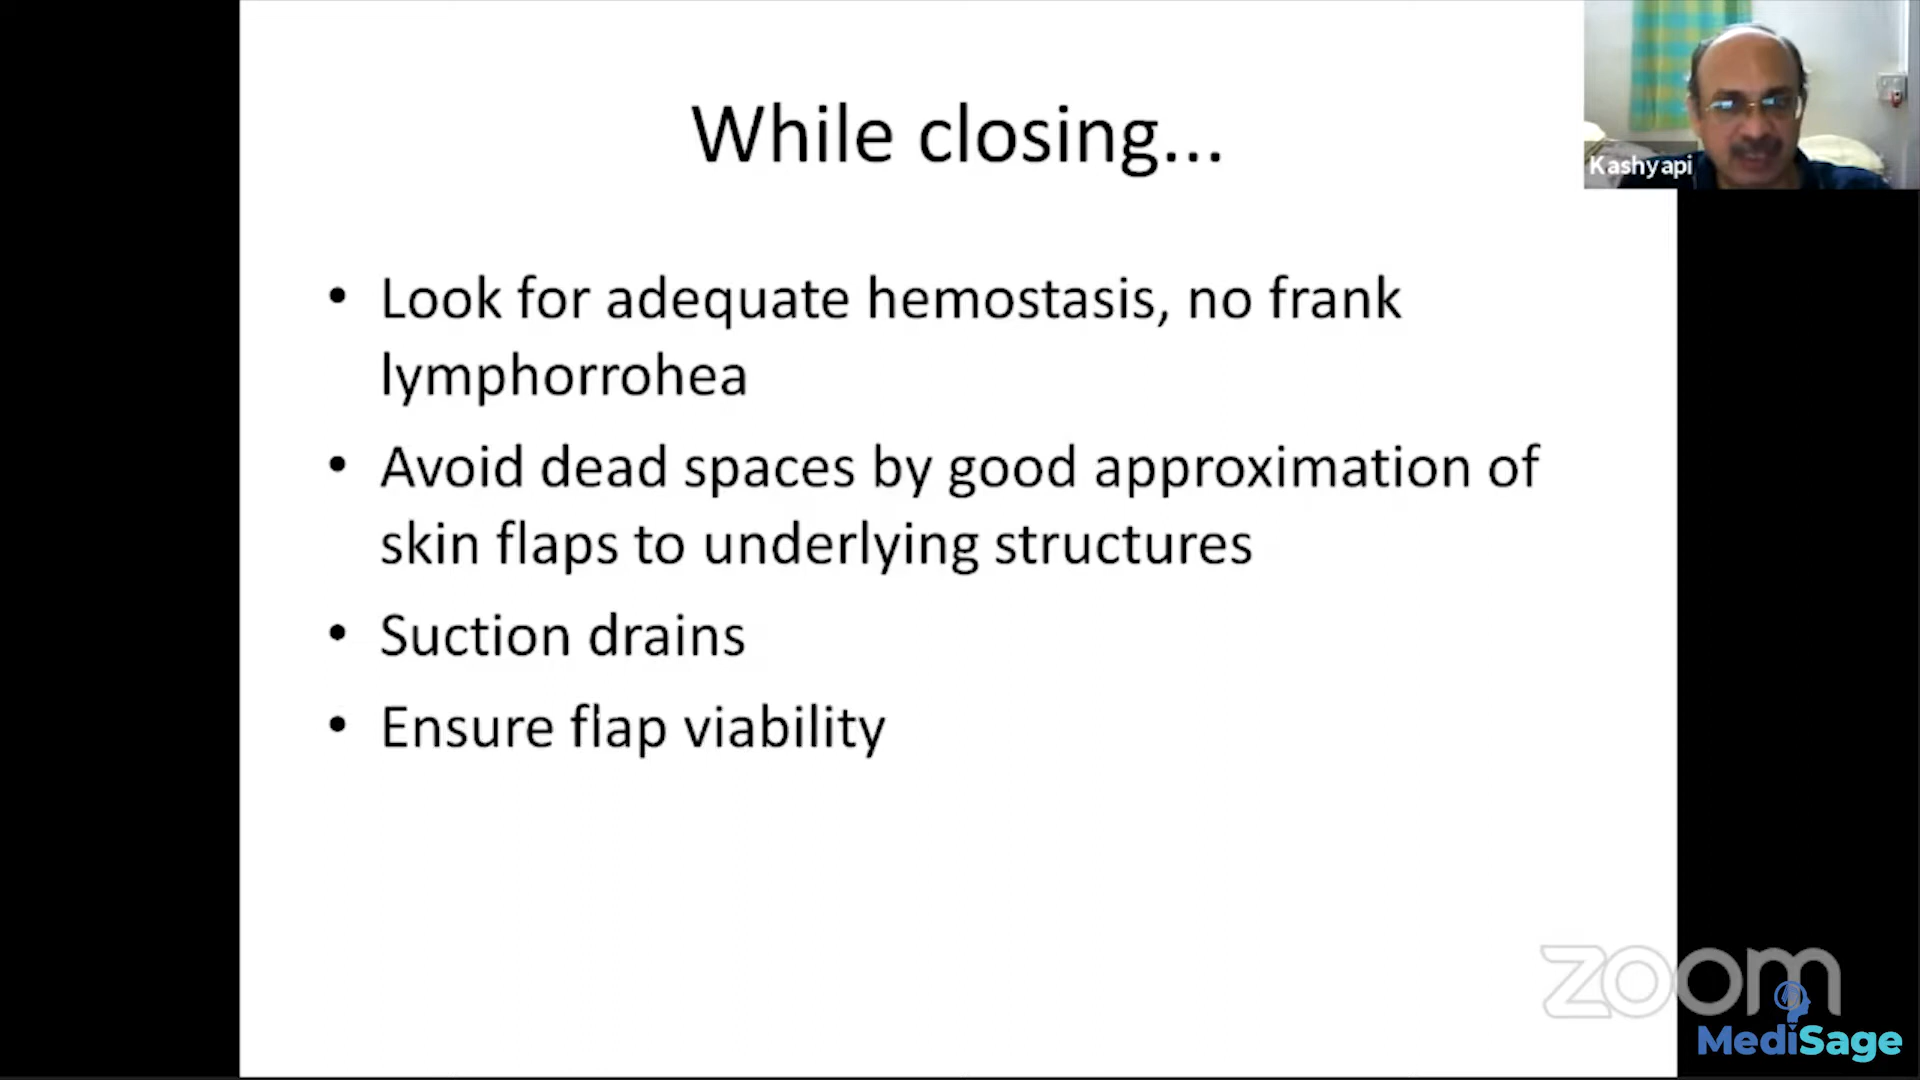 While closing...
Kashyapi
• Look for adequate hemostasis, no frank
lymphorrohea
• Avoid dead spaces by good approximation of
skin flaps to underlying structures
• Suction drains
• Ensure flap viability
zoom
MediSage